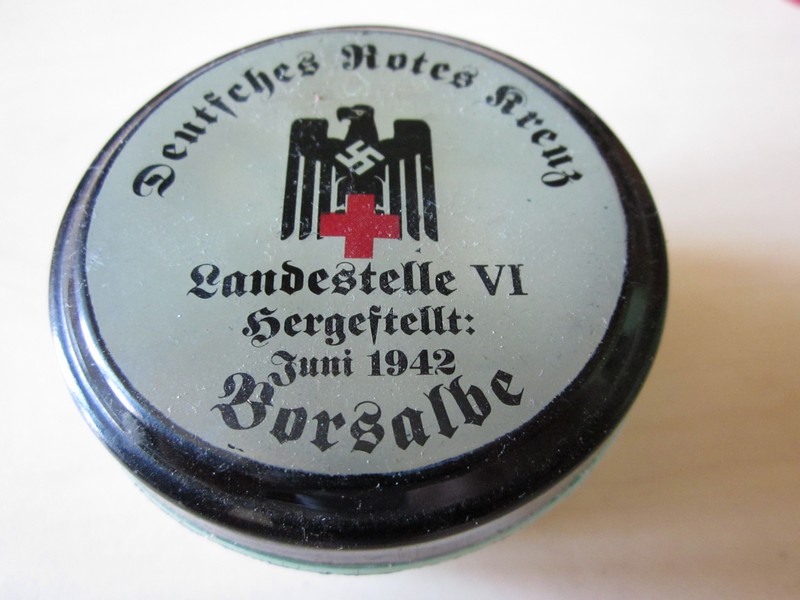 Deutſches Rotes Kreuz
Landestelle VI
Hergeſtellt:
Juni 1942
Borsalbe